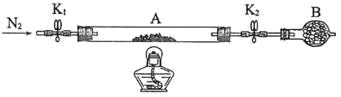 N₂ K₁ A K₂ B